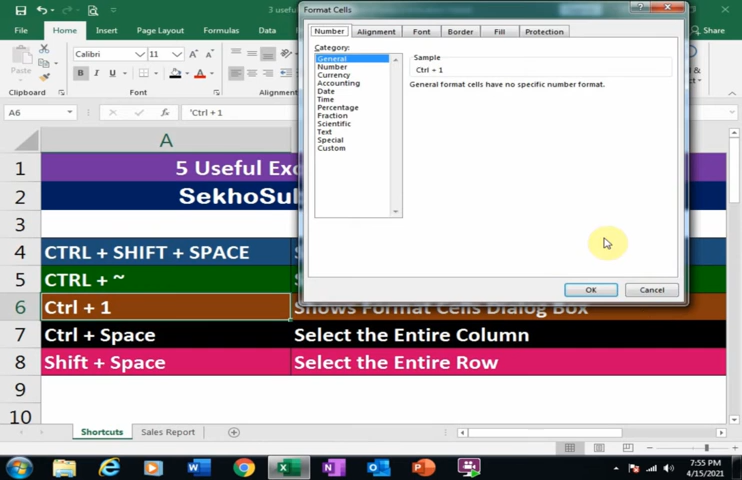 3 useful
Format Cells
File Home Insert Page Layout Formulas Data Share
Paste
Calibri 11
B I U
Clipboard Font
A6 'Ctrl + 1
Number Alignment Font Border Fill Protection
Category:
General
Number
Currency
Accounting
Date
Time
Percentage
Fraction
Scientific
Text
Special
Custom
Sample
Ctrl + 1
General format cells have no specific number format.
OK Cancel
A
1 5 Useful Exc
2 SekhoSu
3
4 CTRL + SHIFT + SPACE
5 CTRL + ~
6 Ctrl + 1 Shows Format Cells Dialog Box
7 Ctrl + Space Select the Entire Column
8 Shift + Space Select the Entire Row
9
10
Shortcuts Sales Report
7:55 PM
4/15/2021